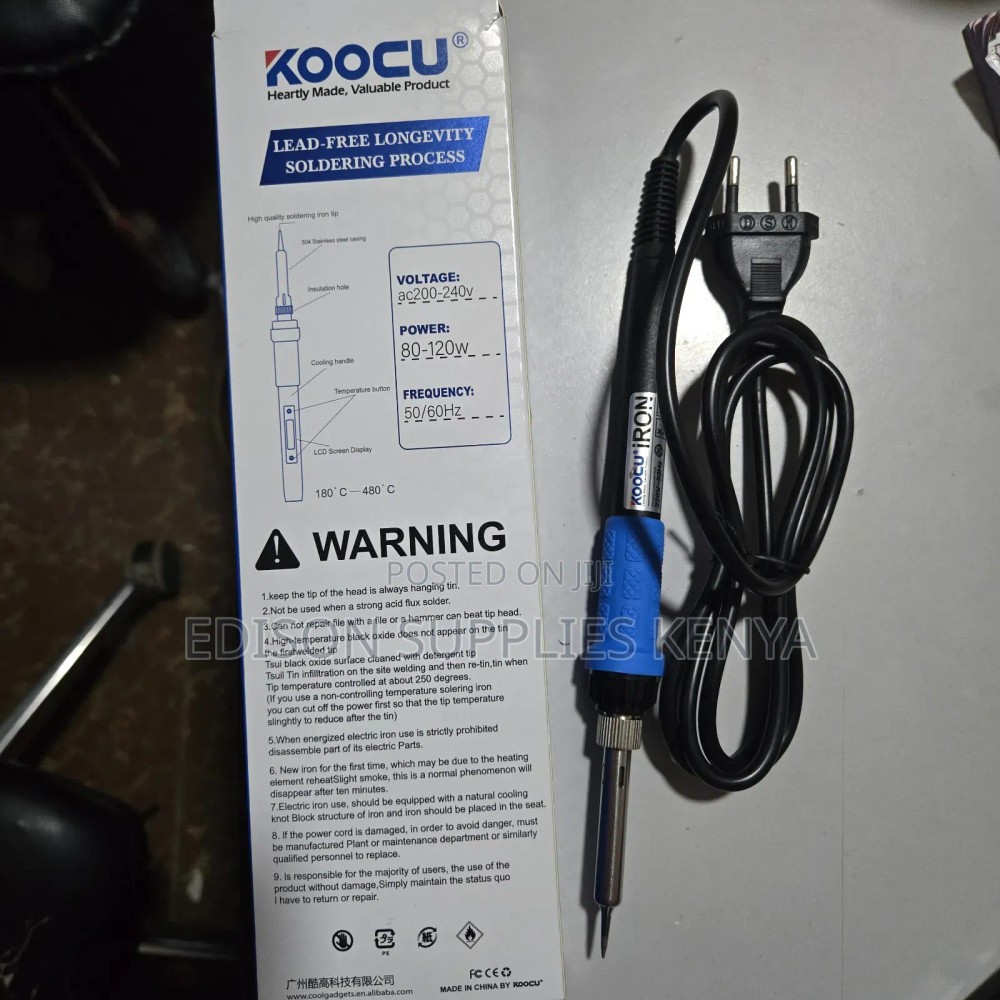 KOOCU®
Heartly Made, Valuable Product
LEAD-FREE LONGEVITY
SOLDERING PROCESS
High quality soldering iron tip
304 Stainless steel casing
Insulation hole
Cooling handle
Temperature button
LCD Screen Display
180°C—480°C
VOLTAGE:
ac200-240v
POWER:
80-120w
FREQUENCY:
50/60Hz
WARNING
1.keep the tip of the head is always hanging tin.
2.Not be used when a strong acid flux solder.
3.Can not repair file with a file or a hammer can beat tip head.
4.High-temperature black oxide does not appear on the tin
the firstwelded tip
Tsui black oxide surface cleaned with detergent tip
Tsuil Tin infilltration on the site welding and then re-tin,tin when
Tip temperature controlled at about 250 degrees.
(If you use a non-controlling temperature solering iron
you can cut off the power first so that the tip temperature
slinghtly to reduce after the tin)
5.When energized electric iron use is strictly prohibited
disassemble part of its electric Parts.
6. New iron for the first time, which may be due to the heating
element reheatSlight smoke, this is a normal phenomenon will
disappear after ten minutes.
7.Electric iron use, should be equipped with a natural cooling
knot Block structure of iron and iron should be placed in the seat.
8. If the power cord is damaged, in order to avoid danger, must
be manufactured Plant or maintenance department or similarly
qualified personnel to replace.
9. Is responsible for the majority of users, the use of the
product without damage,Simply maintain the status quo
I have to return or repair.
PE
广州酷高科技有限公司
www.coolgadgets.en.alibaba.com
FC CE
MADE IN CHINA BY KOOCU®
KOOCU® iRON
POSTED ON JIJI
EDISON SUPPLIES KENYA